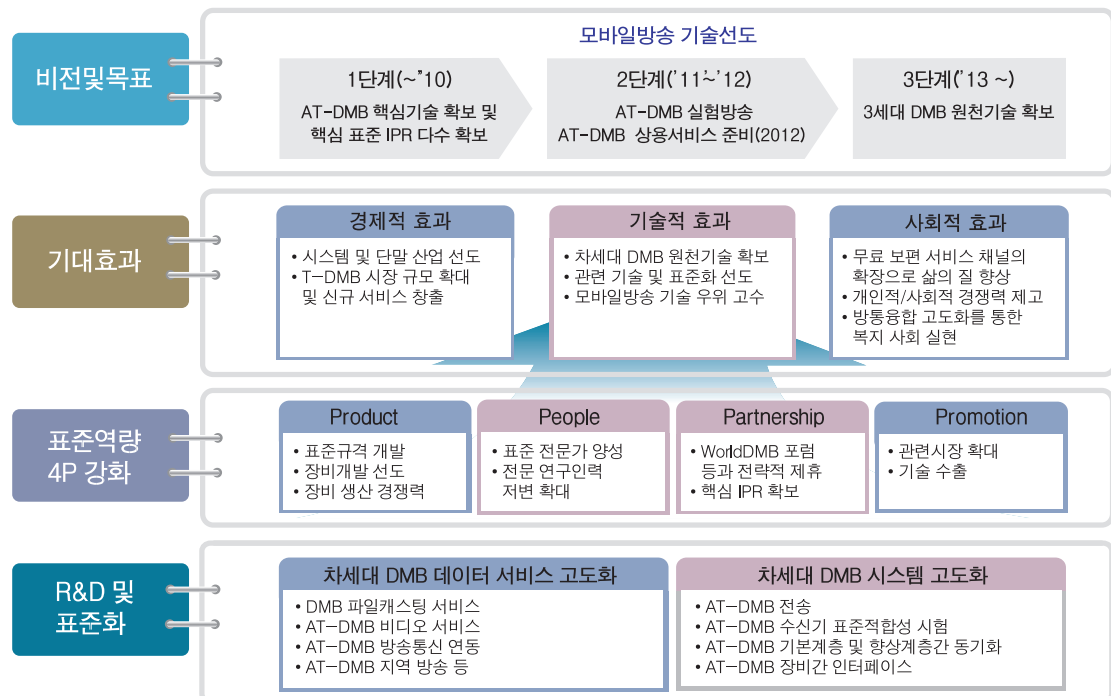 비전및목표
모바일방송 기술선도
1단계(~'10)
AT-DMB 핵심기술 확보 및
핵심 표준 IPR 다수 확보
2단계('11~'12)
AT-DMB 실험방송
AT-DMB 상용서비스 준비(2012)
3단계('13 ~)
3세대 DMB 원천기술 확보
기대효과
경제적 효과
• 시스템 및 단말 산업 선도
• T-DMB 시장 규모 확대
및 신규 서비스 창출
기술적 효과
• 차세대 DMB 원천기술 확보
• 관련 기술 및 표준화 선도
• 모바일방송 기술 우위 고수
사회적 효과
• 무료 보편 서비스 채널의
확장으로 삶의 질 향상
• 개인적/사회적 경쟁력 제고
• 방통융합 고도화를 통한
복지 사회 실현
표준역량
4P 강화
Product
• 표준규격 개발
• 장비개발 선도
• 장비 생산 경쟁력
People
• 표준 전문가 양성
• 전문 연구인력
저변 확대
Partnership
• WorldDMB 포럼
등과 전략적 제휴
• 핵심 IPR 확보
Promotion
• 관련시장 확대
• 기술 수출
R&D 및
표준화
차세대 DMB 데이터 서비스 고도화
• DMB 파일캐스팅 서비스
• AT-DMB 비디오 서비스
• AT-DMB 방송통신 연동
• AT-DMB 지역 방송 등
차세대 DMB 시스템 고도화
• AT-DMB 전송
• AT-DMB 수신기 표준적합성 시험
• AT-DMB 기본계층 및 향상계층간 동기화
• AT-DMB 장비간 인터페이스